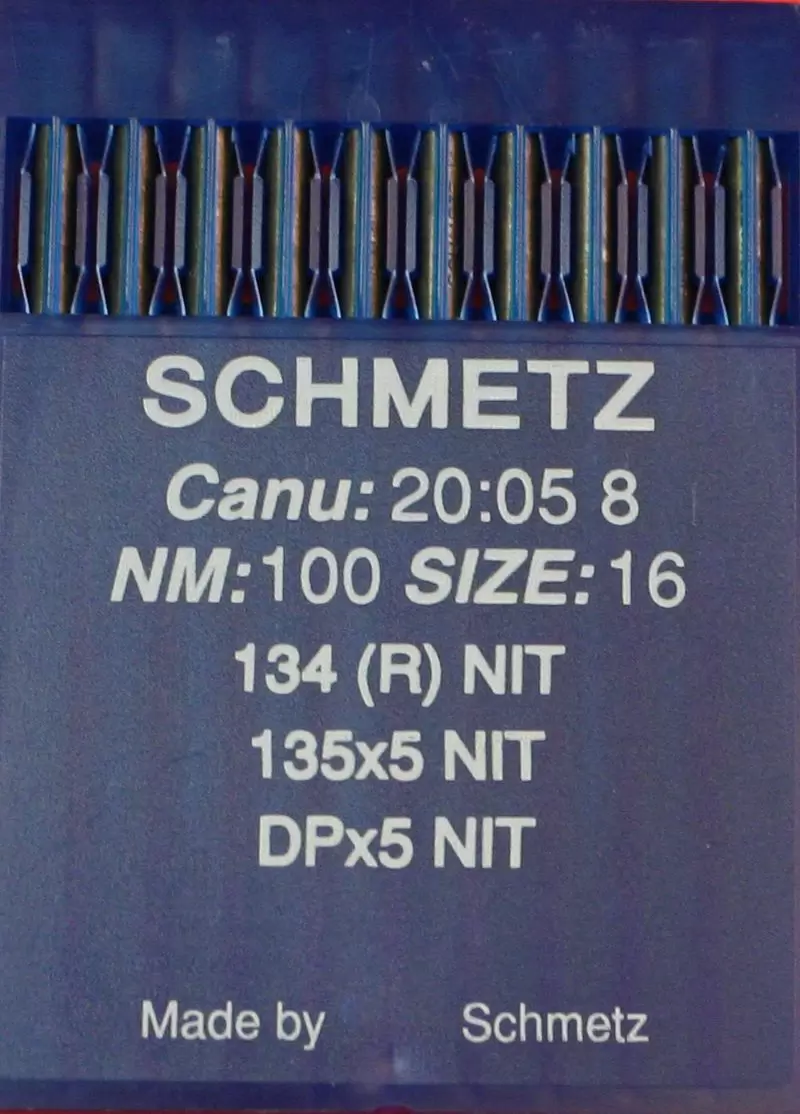 SCHMETZ
Canu: 20:05 8
NM:100 SIZE:16
134 (R) NIT
135x5 NIT
DPx5 NIT
Made by Schmetz